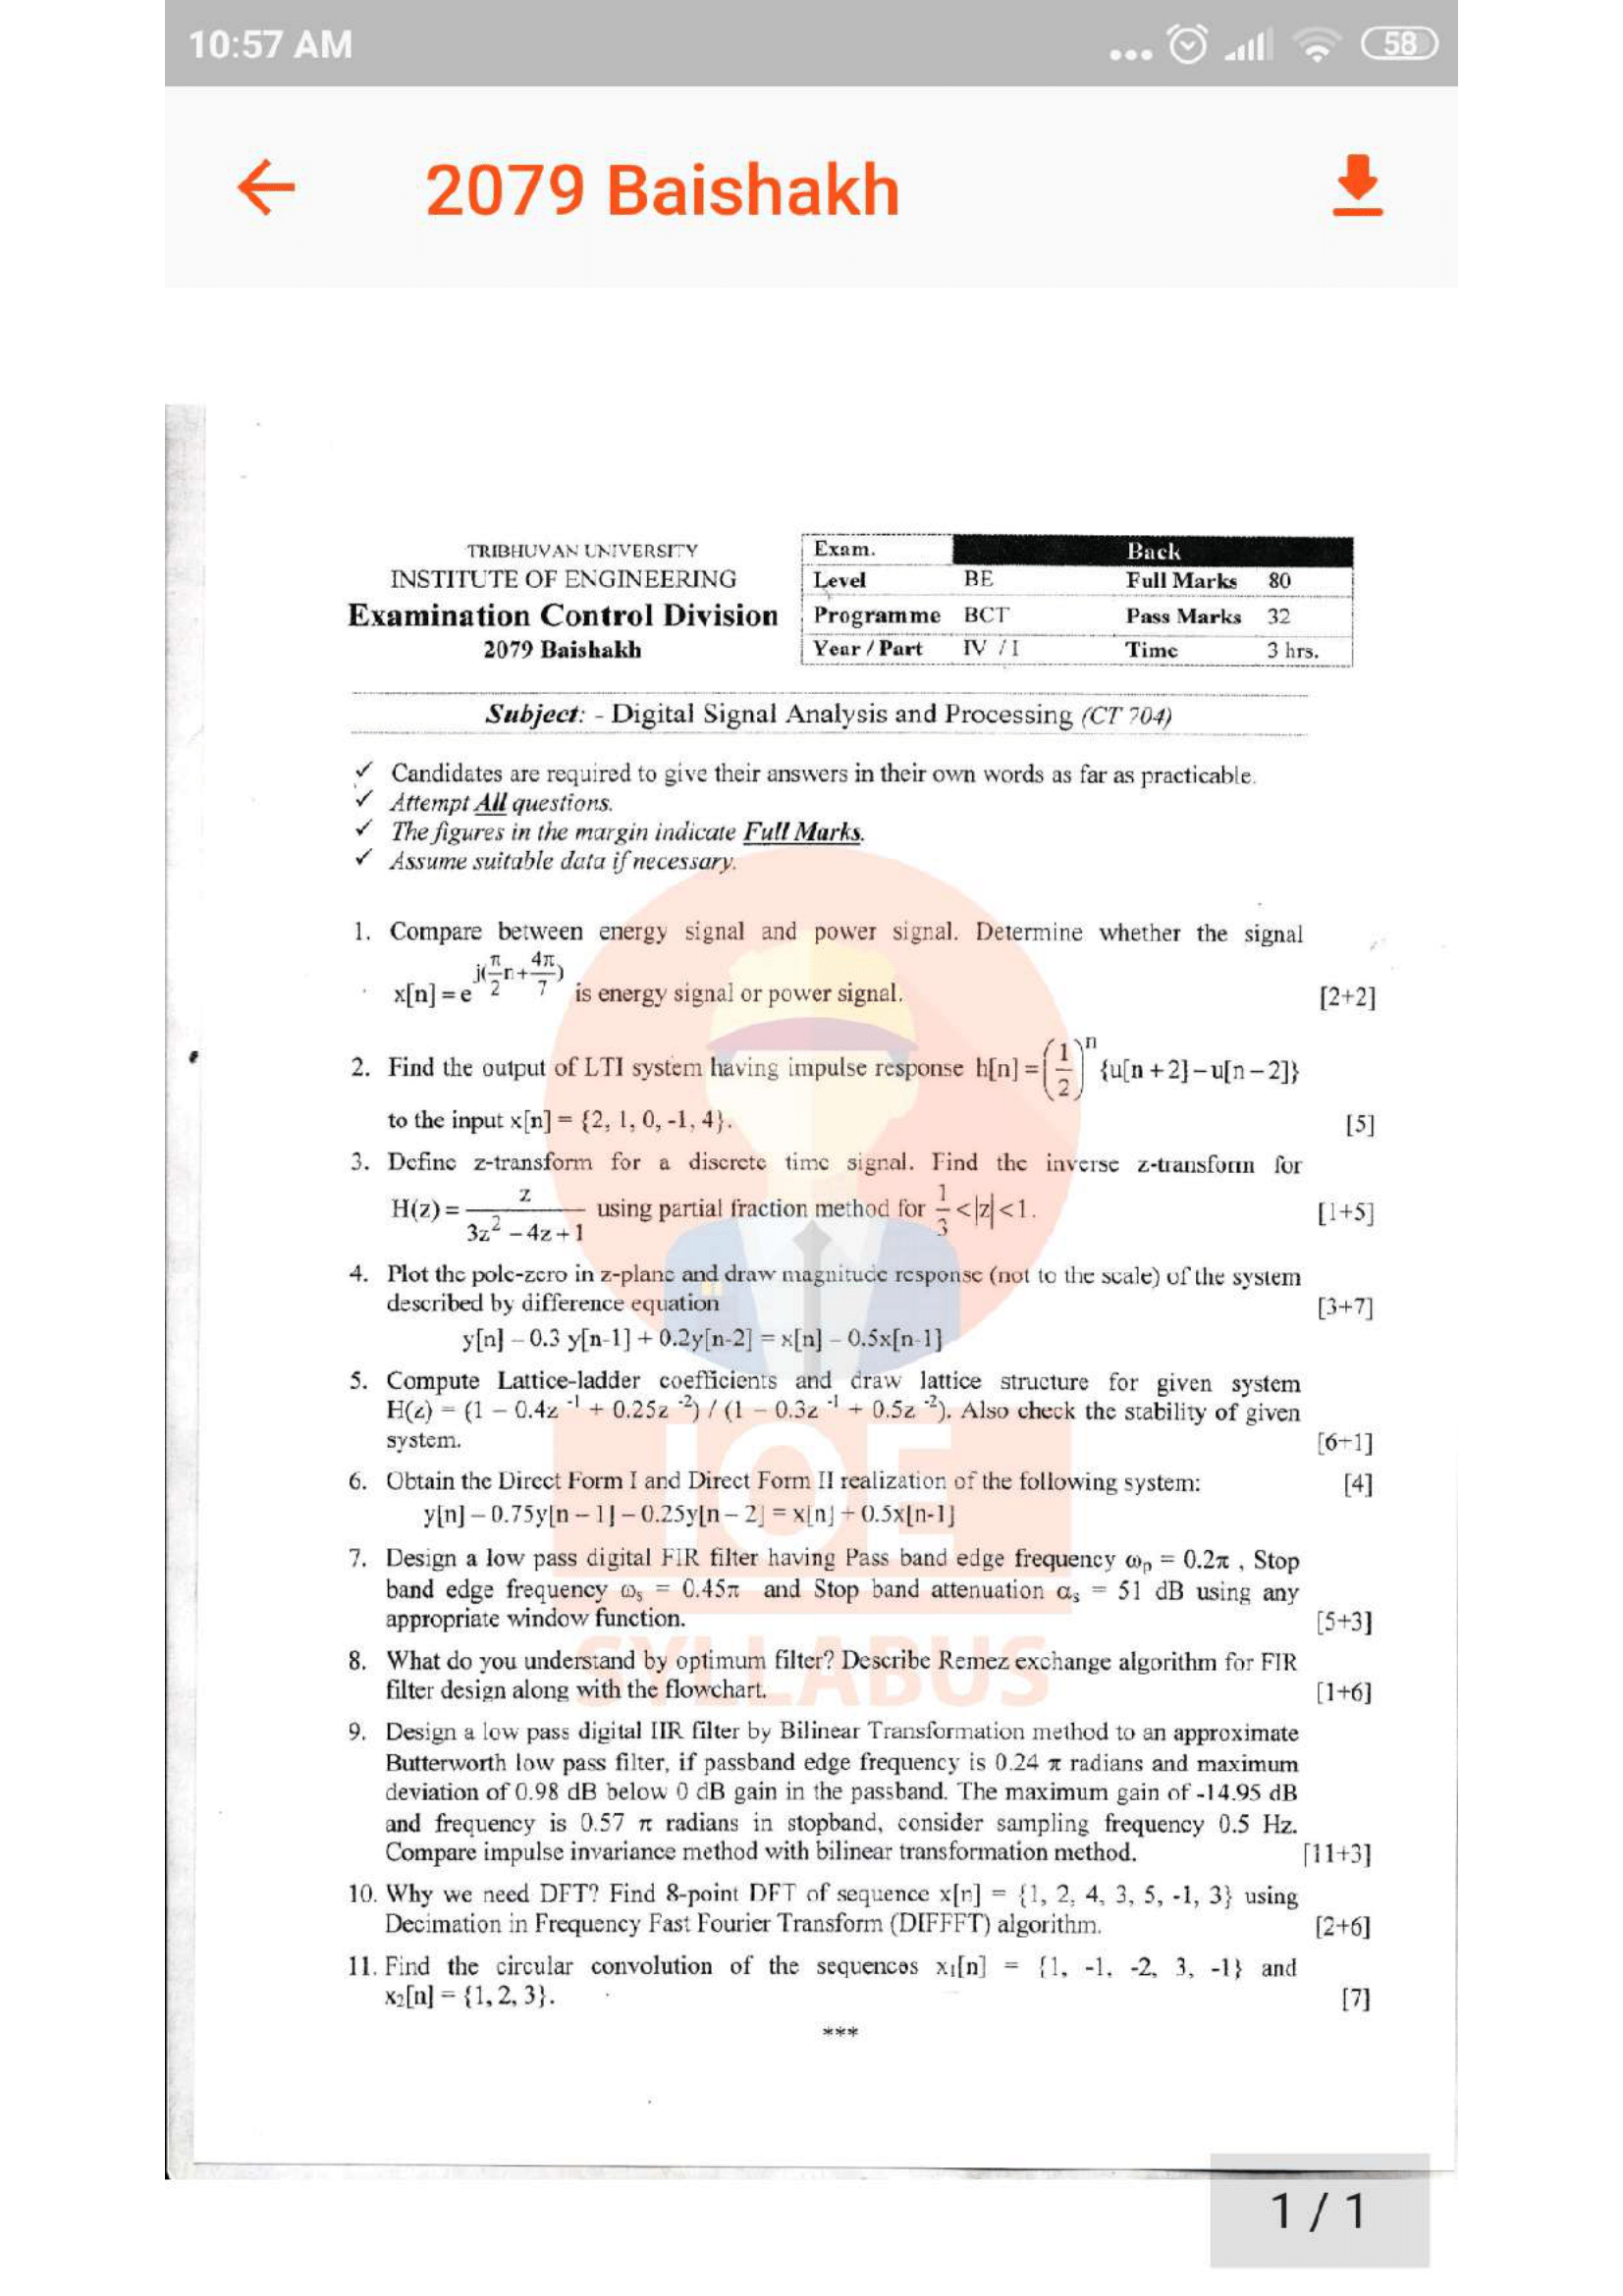 10:57 AM
58
2079 Baishakh
TRIBHUVAN UNIVERSITY
INSTITUTE OF ENGINEERING
Examination Control Division
2079 Baishakh
Exam. Back
Level BE Full Marks 80
Programme BCT Pass Marks 32
Year / Part IV / I Time 3 hrs.
Subject: - Digital Signal Analysis and Processing (CT 704)
✓ Candidates are required to give their answers in their own words as far as practicable.
✓ Attempt All questions.
✓ The figures in the margin indicate Full Marks.
✓ Assume suitable data if necessary.
1. Compare between energy signal and power signal. Determine whether the signal
x[n] = e^{j(π/2 n + 4π/7)} is energy signal or power signal. [2+2]
2. Find the output of LTI system having impulse response h[n] = (1/2)^n {u[n+2]–u[n–2]}
to the input x[n] = {2, 1, 0, -1, 4}. [5]
3. Define z-transform for a discrete time signal. Find the inverse z-transform for
H(z) = z / (3z² – 4z + 1) using partial fraction method for 1/3 < |z| < 1. [1+5]
4. Plot the pole-zero in z-plane and draw magnitude response (not to the scale) of the system
described by difference equation [3+7]
y[n] – 0.3 y[n-1] + 0.2y[n-2] = x[n] – 0.5x[n-1]
5. Compute Lattice-ladder coefficients and draw lattice structure for given system
H(z) = (1 – 0.4z⁻¹ + 0.25z⁻²) / (1 – 0.3z⁻¹ + 0.5z⁻²). Also check the stability of given
system. [6+1]
6. Obtain the Direct Form I and Direct Form II realization of the following system: [4]
y[n] – 0.75y[n – 1] – 0.25y[n – 2] = x[n] + 0.5x[n-1]
7. Design a low pass digital FIR filter having Pass band edge frequency ωp = 0.2π , Stop
band edge frequency ωs = 0.45π and Stop band attenuation αs = 51 dB using any
appropriate window function. [5+3]
8. What do you understand by optimum filter? Describe Remez exchange algorithm for FIR
filter design along with the flowchart. [1+6]
9. Design a low pass digital IIR filter by Bilinear Transformation method to an approximate
Butterworth low pass filter, if passband edge frequency is 0.24 π radians and maximum
deviation of 0.98 dB below 0 dB gain in the passband. The maximum gain of -14.95 dB
and frequency is 0.57 π radians in stopband, consider sampling frequency 0.5 Hz.
Compare impulse invariance method with bilinear transformation method. [11+3]
10. Why we need DFT? Find 8-point DFT of sequence x[n] = {1, 2, 4, 3, 5, -1, 3} using
Decimation in Frequency Fast Fourier Transform (DIFFFT) algorithm. [2+6]
11. Find the circular convolution of the sequences x₁[n] = {1, -1, -2, 3, -1} and
x₂[n] = {1, 2, 3}. [7]
***
IOE
SYLLABUS
1 / 1